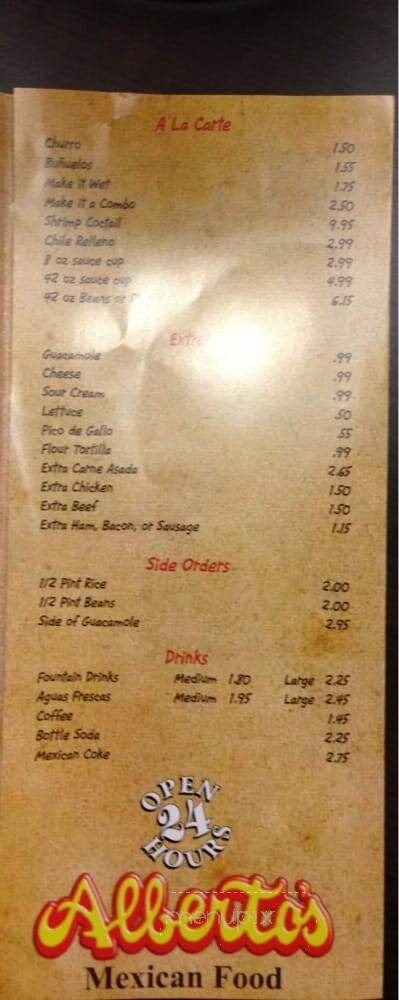 A La Carte
Churro 1.50
Buñuelos 1.55
Make it Wet 1.75
Make it a Combo 2.50
Shrimp Coctail 9.95
Chile Relleno 2.99
8 oz sauce cup 2.99
42 oz sauce cup 4.99
42 oz Beans or 6.15
Extra
Guacamole .99
Cheese .99
Sour Cream .99
Lettuce .50
Pico de Gallo .55
Flour Tortilla .99
Extra Carne Asada 2.65
Extra Chicken 1.50
Extra Beef 1.50
Extra Ham, Bacon, or Sausage 1.15
Side Orders
1/2 Pint Rice 2.00
1/2 Pint Beans 2.00
Side of Guacamole 2.95
Drinks
Fountain Drinks Medium 1.80 Large 2.25
Aguas Frescas Medium 1.95 Large 2.45
Coffee 1.45
Bottle Soda 2.25
Mexican Coke 2.75
OPEN
24
HOURS
Alberto's
menupix
Mexican Food